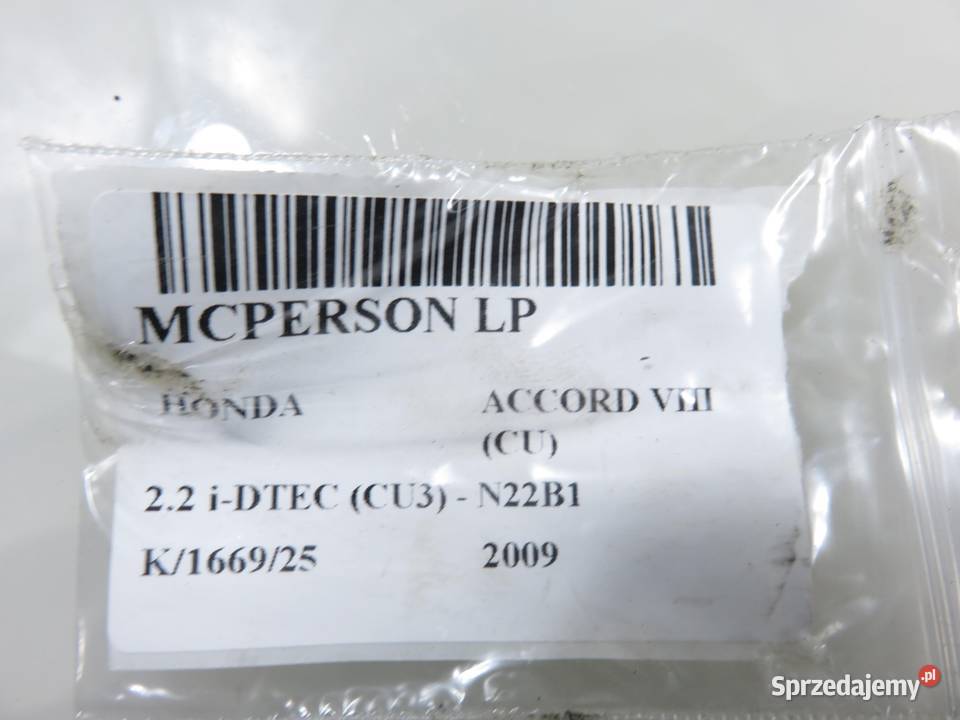 MCPERSON LP
HONDA ACCORD VIII
(CU)
2.2 i-DTEC (CU3) - N22B1
K/1669/25 2009
Sprzedajemy.pl